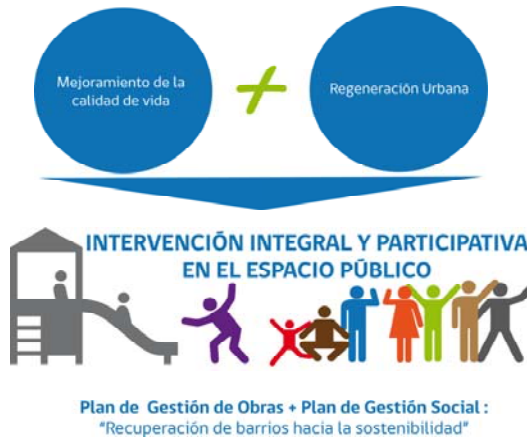 Mejoramiento de la
calidad de vida
+
Regeneración Urbana
INTERVENCIÓN INTEGRAL Y PARTICIPATIVA
EN EL ESPACIO PÚBLICO
Plan de Gestión de Obras + Plan de Gestión Social :
"Recuperación de barrios hacia la sostenibilidad"